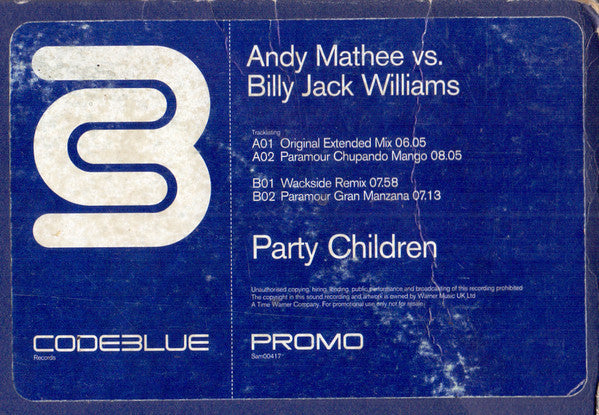 Andy Mathee vs.
Billy Jack Williams
Tracklisting
A01 Original Extended Mix 06.05
A02 Paramour Chupando Mango 08.05
B01 Wackside Remix 07.58
B02 Paramour Gran Manzana 07.13
Party Children
Unauthorised copying, hiring, lending, public performance and broadcasting of this recording prohibited
The copyright in this sound recording and artwork is owned by Warner Music UK Ltd
A Time Warner Company. For promotional use only not for resale.
CODEBLUE
Records
PROMO
Sam00417